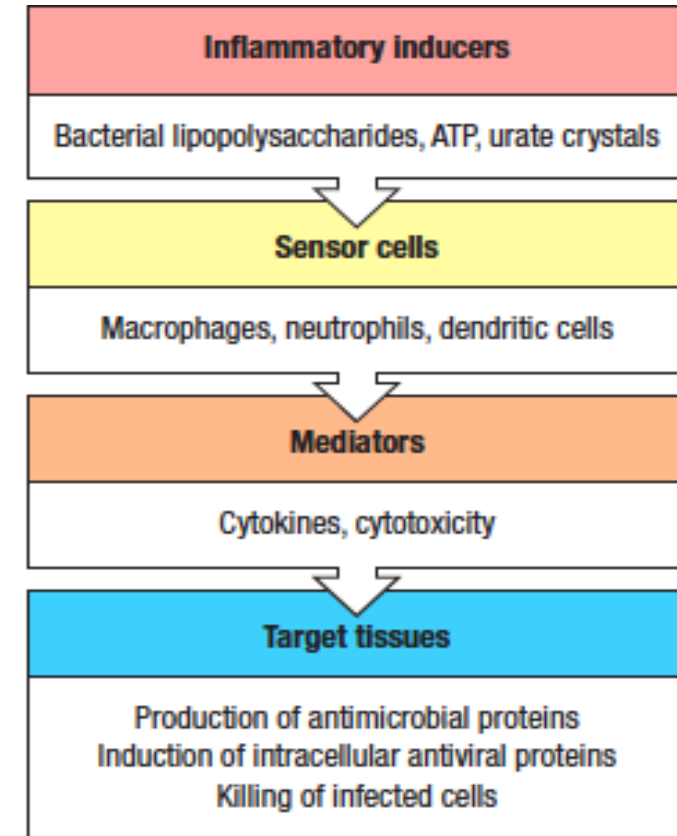 Inflammatory inducers
Bacterial lipopolysaccharides, ATP, urate crystals
Sensor cells
Macrophages, neutrophils, dendritic cells
Mediators
Cytokines, cytotoxicity
Target tissues
Production of antimicrobial proteins
Induction of intracellular antiviral proteins
Killing of infected cells